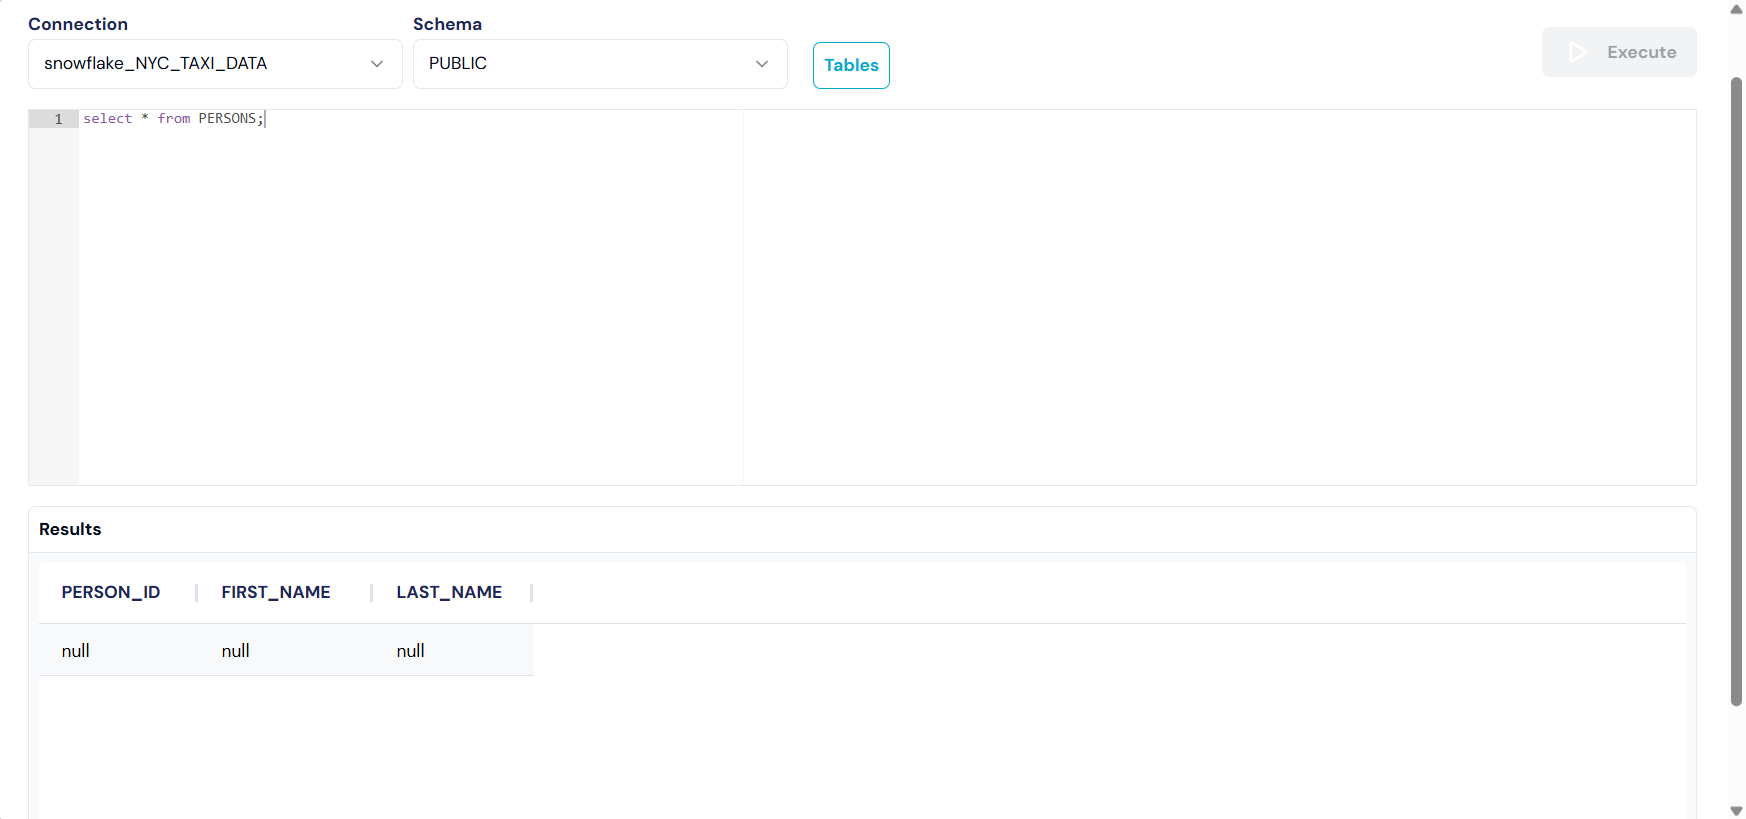 Connection
Schema
snowflake_NYC_TAXI_DATA
PUBLIC
Tables
Execute
1
select * from PERSONS;
Results
PERSON_ID
FIRST_NAME
LAST_NAME
null
null
null